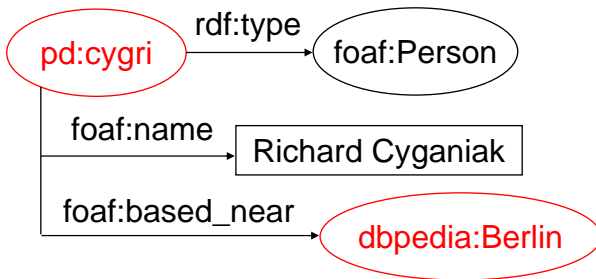 rdf:type
pd:cygri
foaf:Person
foaf:name
Richard Cyganiak
foaf:based_near
dbpedia:Berlin